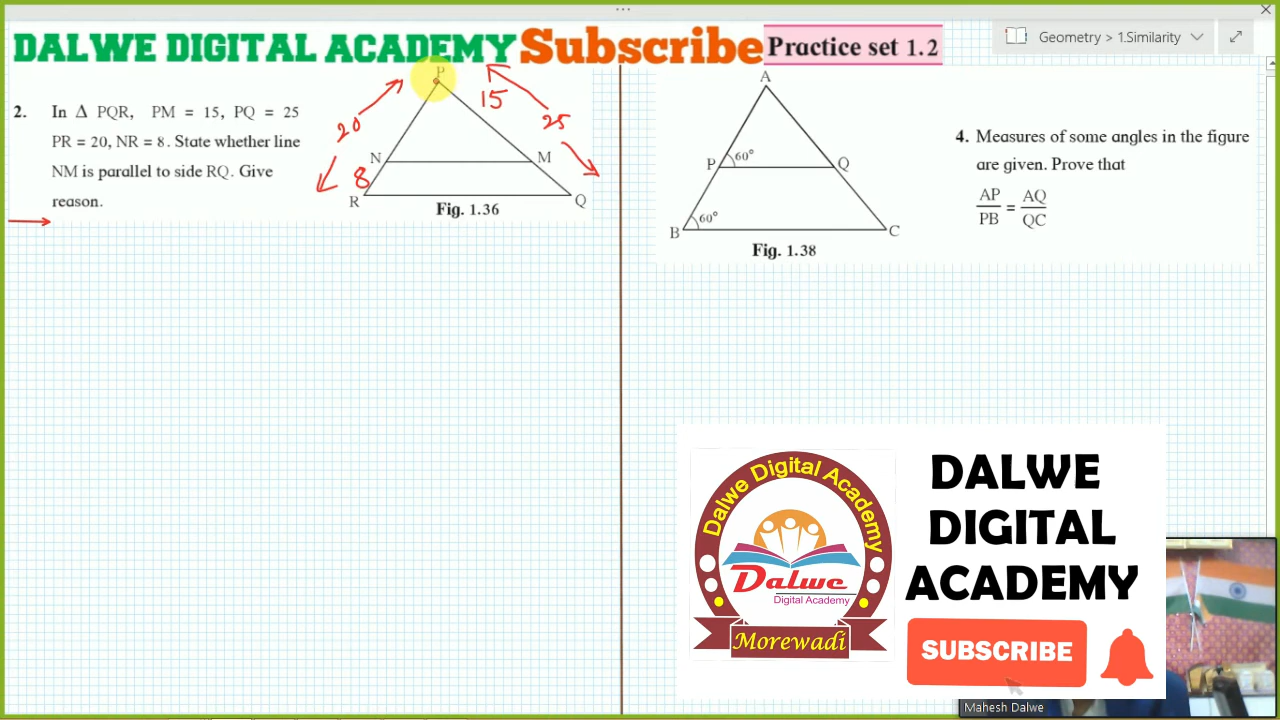 DALWE DIGITAL ACADEMY Subscribe Practice set 1.2
Geometry > 1.Similarity
2. In Δ PQR, PM = 15, PQ = 25
PR = 20, NR = 8. State whether line
NM is parallel to side RQ. Give
reason.
P
15
20
25
N
M
8
R
Q
Fig. 1.36
A
P
60°
Q
60°
B
C
Fig. 1.38
4. Measures of some angles in the figure
are given. Prove that
AP/PB = AQ/QC
Dalwe Digital Academy
Dalwe
Digital Academy
Morewadi
DALWE
DIGITAL
ACADEMY
SUBSCRIBE
Mahesh Dalwe